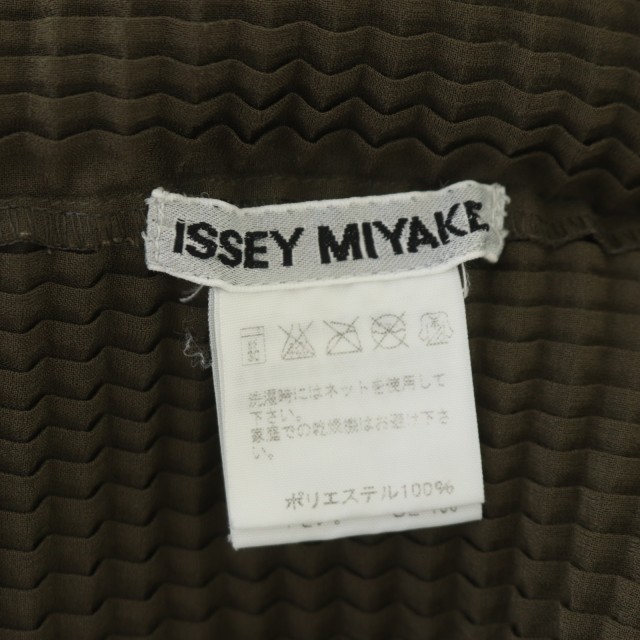 ISSEY MIYAKE
洗濯時にはネットを使用して
下さい。
家庭での乾燥機はお避け下さ
い。
ポリエステル100%